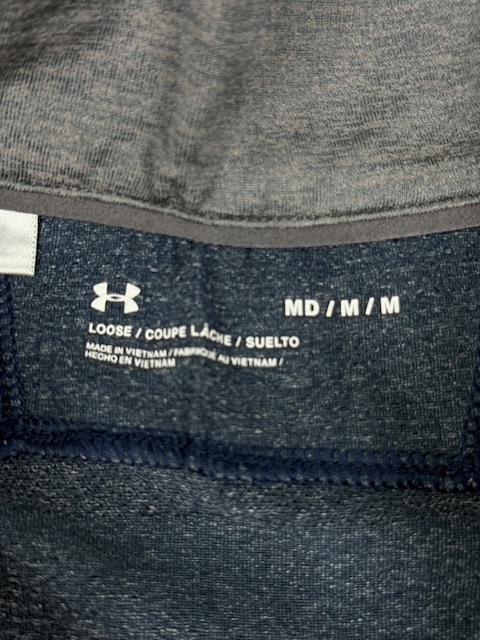 MD / M / M
LOOSE / COUPE LÂCHE / SUELTO
MADE IN VIETNAM / FABRIQUÉ AU VIETNAM /
HECHO EN VIETNAM